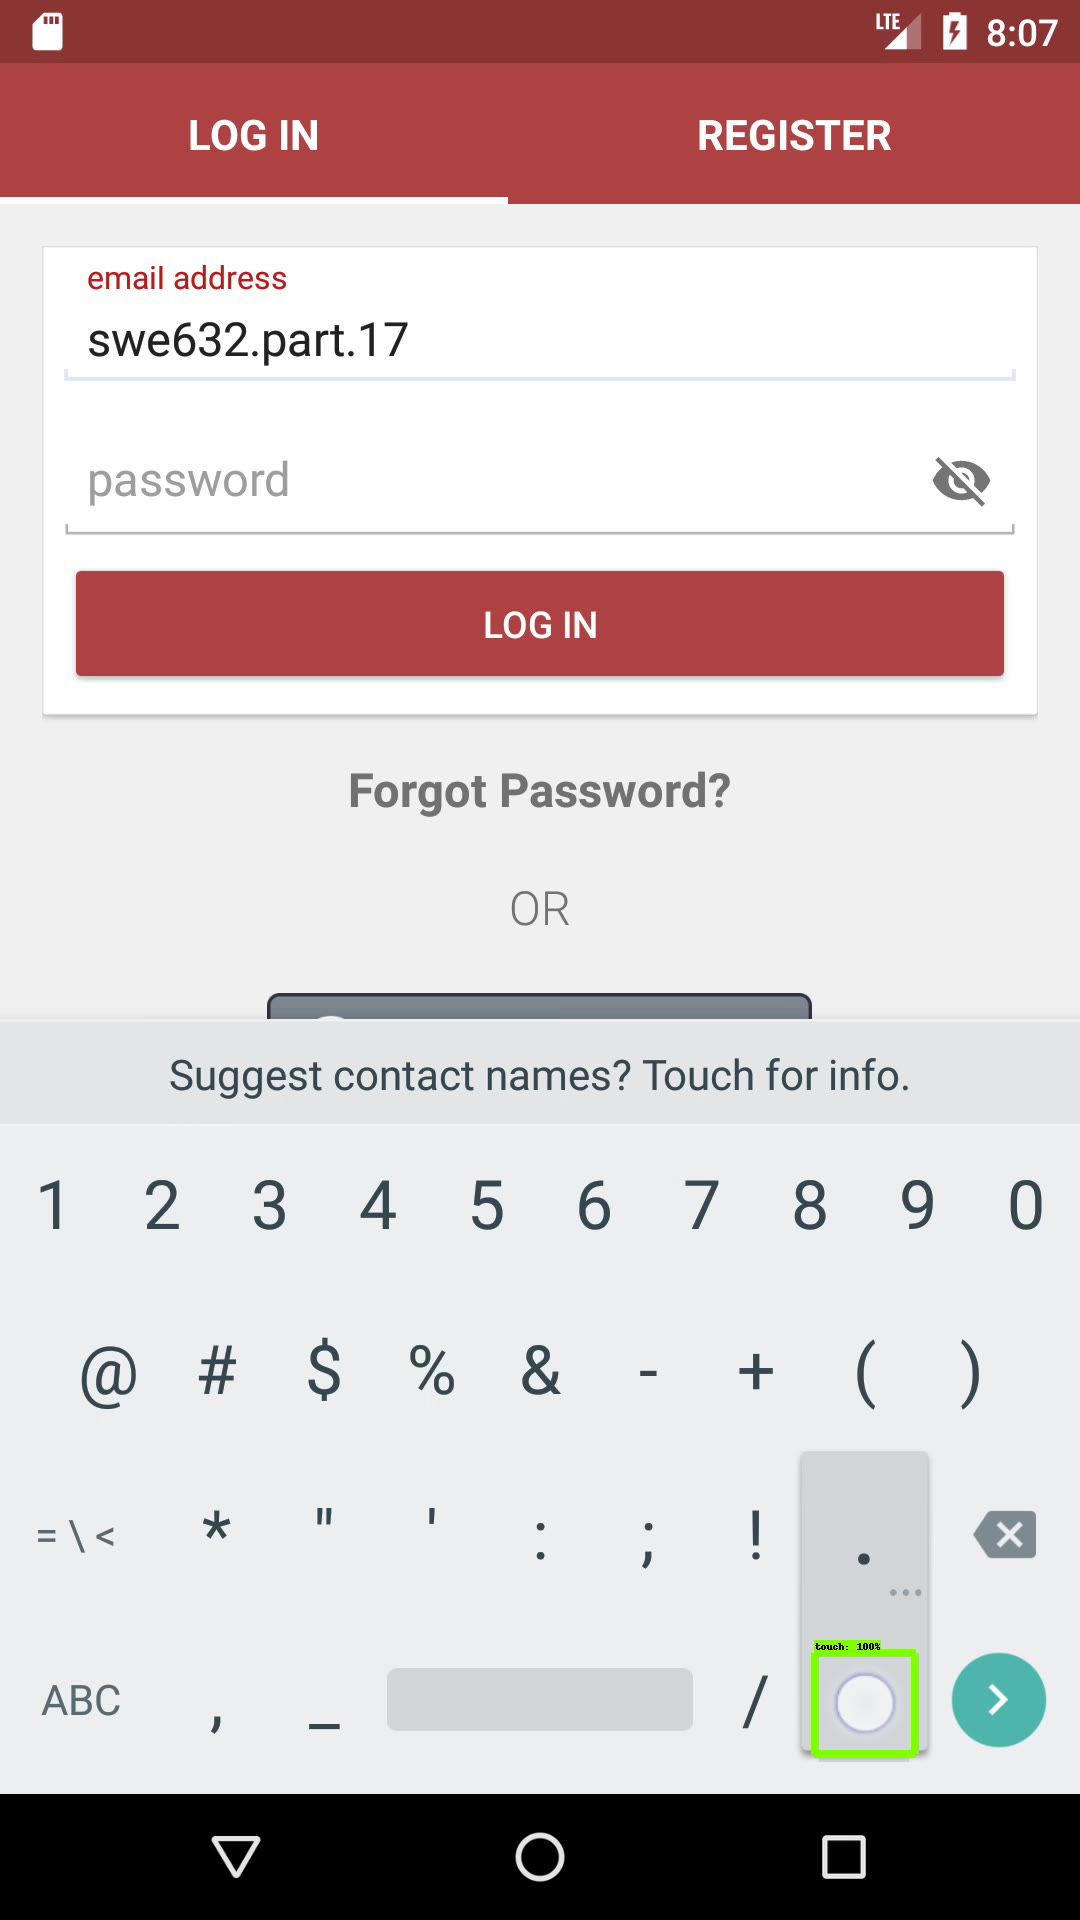 LTE 8:07
LOG IN REGISTER
email address
swe632.part.17
password
LOG IN
Forgot Password?
OR
Suggest contact names? Touch for info.
1 2 3 4 5 6 7 8 9 0
@ # $ % & - + ( )
= \ < * " ' : ; ! .
...
touch: 100%
ABC , _ /